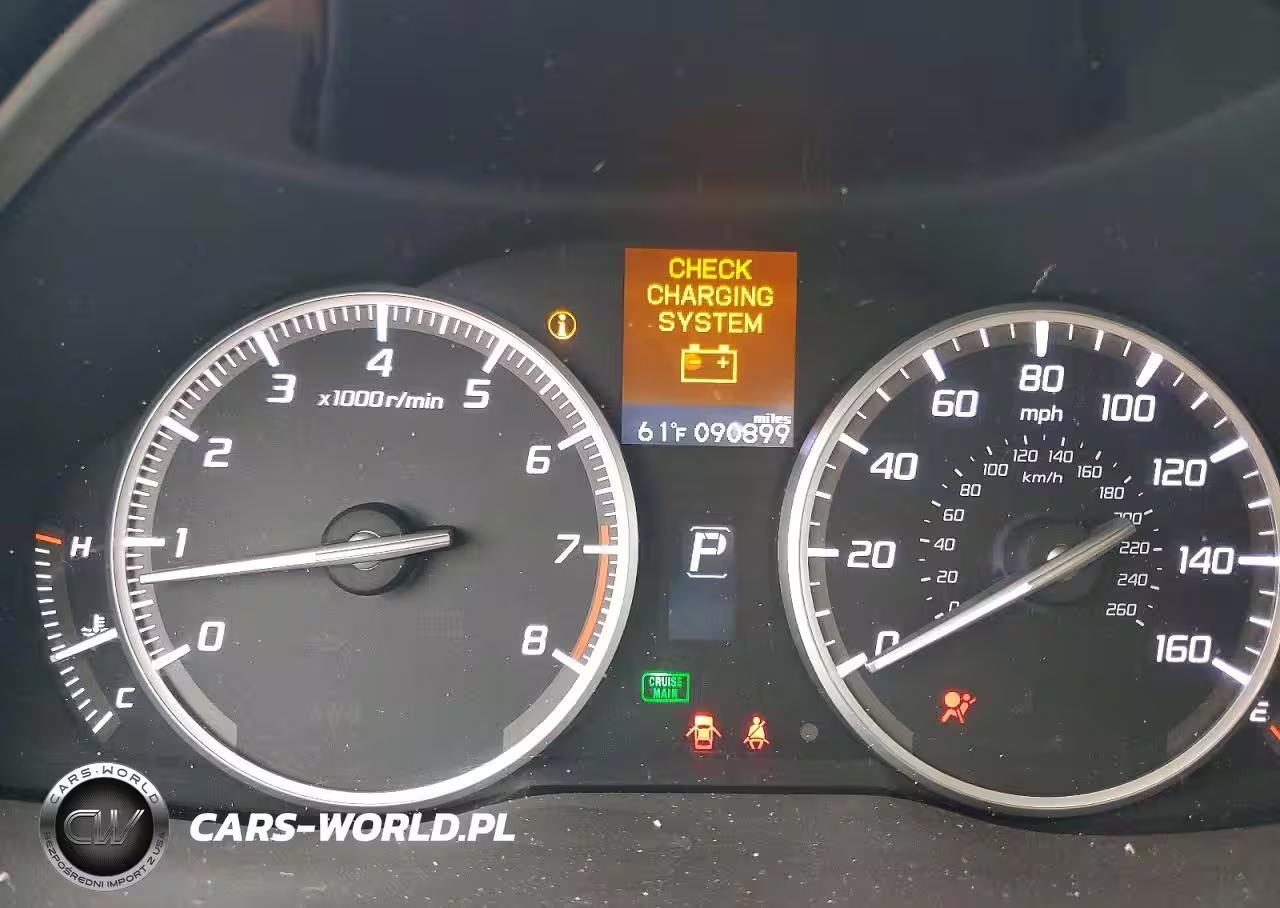 CHECK
CHARGING
SYSTEM
- +
miles
61°F 090899
0
1
2
3
4
5
6
7
8
x1000r/min
H
C
P
CRUISE
MAIN
0
20
40
60
80
100
120
140
160
mph
0
20
40
60
80
100
120
140
160
180
200
220
240
260
km/h
E
CARS-WORLD
CW
BEZPOŚREDNI IMPORT Z USA
CARS-WORLD.PL